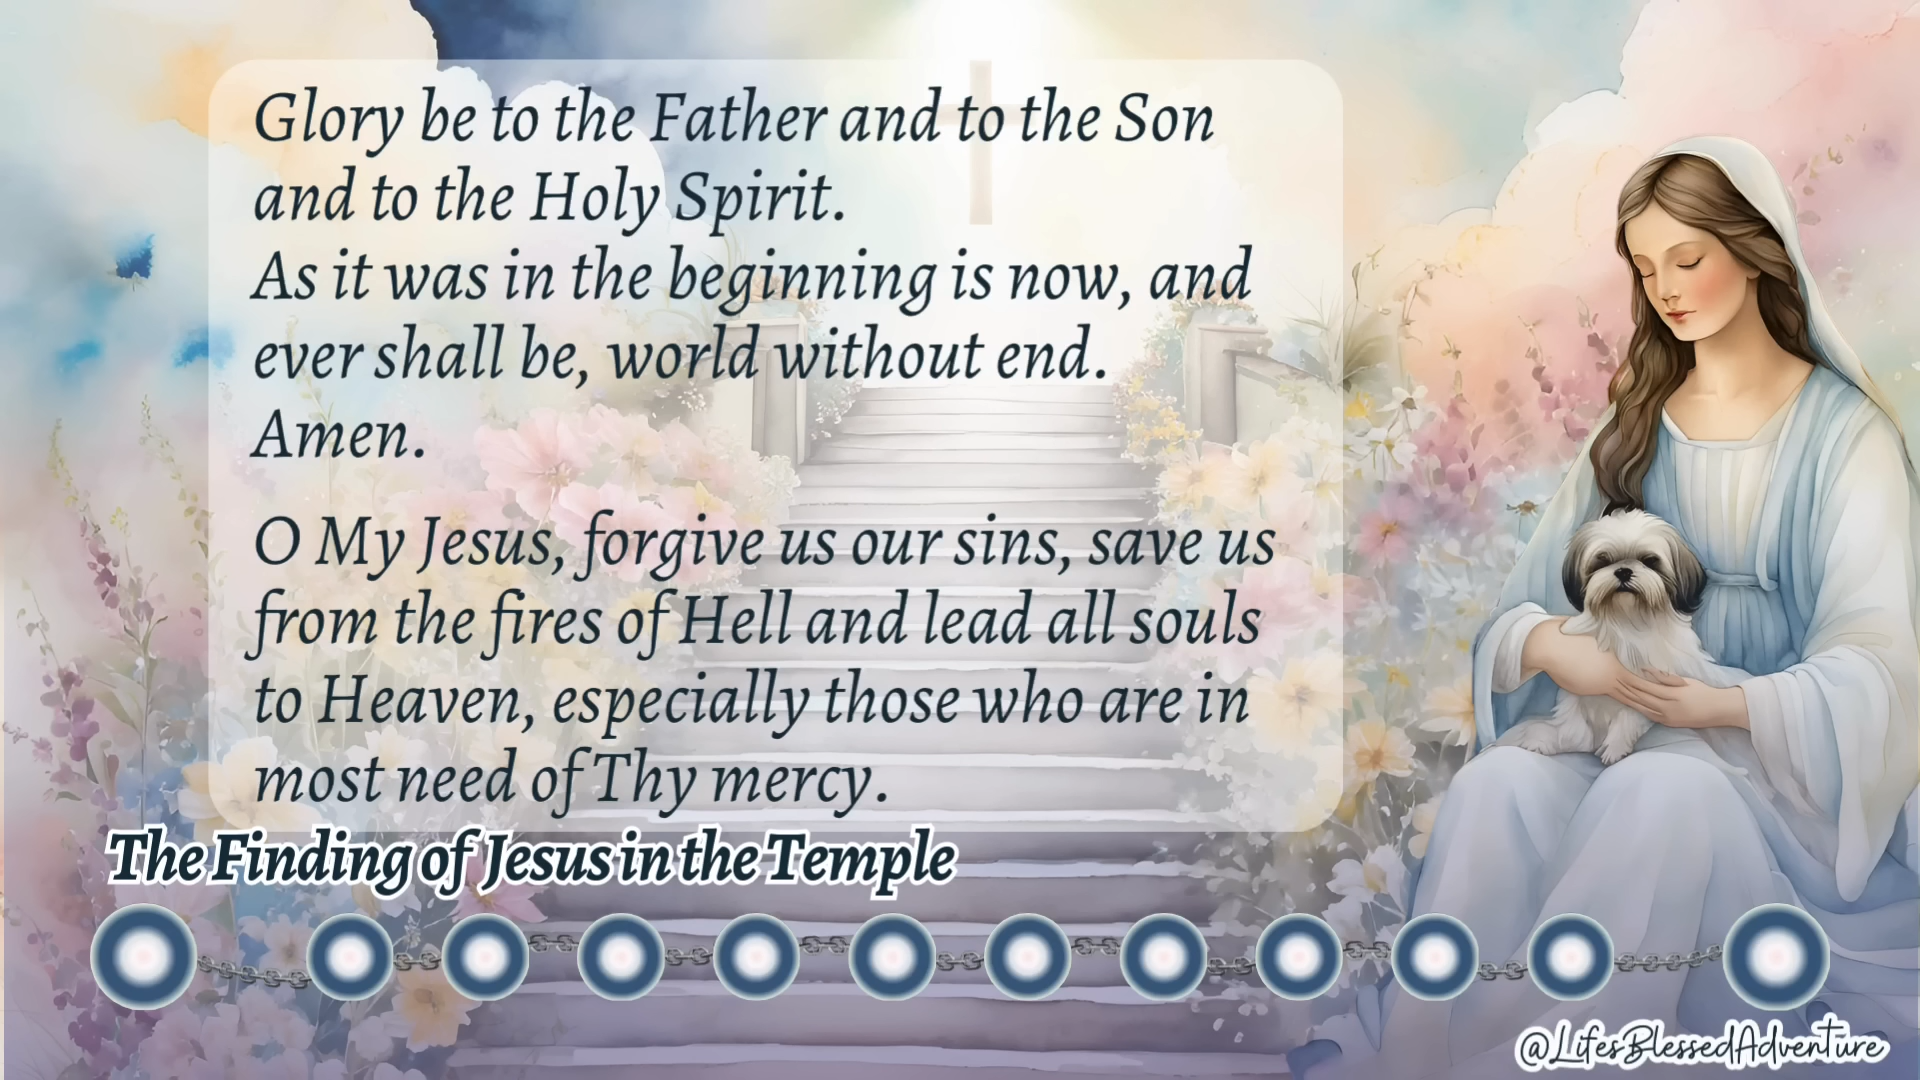 Glory be to the Father and to the Son
and to the Holy Spirit.
As it was in the beginning is now, and
ever shall be, world without end.
Amen.
O My Jesus, forgive us our sins, save us
from the fires of Hell and lead all souls
to Heaven, especially those who are in
most need of Thy mercy.
The Finding of Jesus in the Temple
@LifesBlessedAdventure